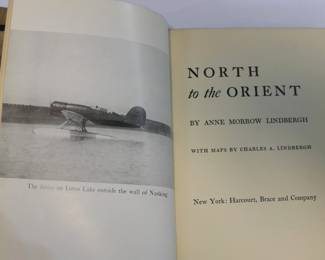 The Sirius on Lotus Lake outside the wall of Nanking
NORTH
to the ORIENT
BY ANNE MORROW LINDBERGH
WITH MAPS BY CHARLES A. LINDBERGH
New York: Harcourt, Brace and Company